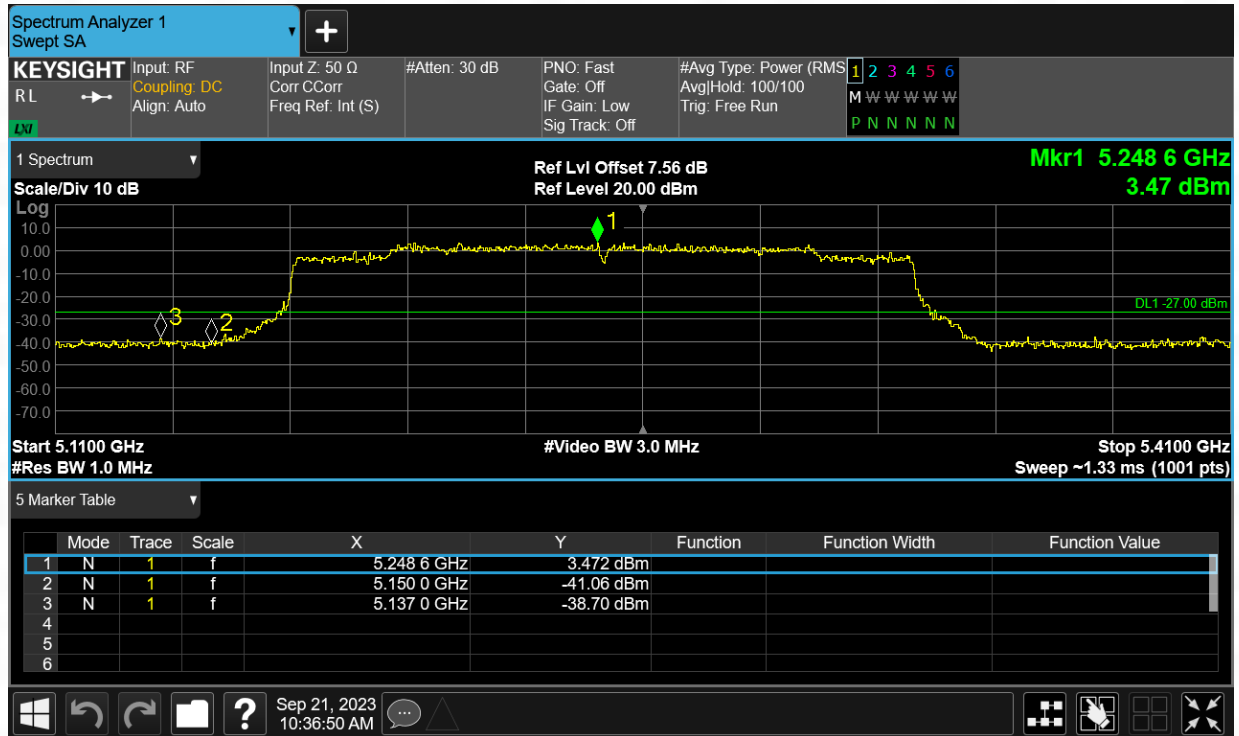 Spectrum Analyzer 1
Swept SA
KEYSIGHT
RL
LXI
Input: RF
Coupling: DC
Align: Auto
Input Z: 50 Ω
Corr CCorr
Freq Ref: Int (S)
#Atten: 30 dB
PNO: Fast
Gate: Off
IF Gain: Low
Sig Track: Off
#Avg Type: Power (RMS
Avg|Hold: 100/100
Trig: Free Run
1 2 3 4 5 6
M W W W W W
P N N N N N
1 Spectrum
Scale/Div 10 dB
Log
Ref Lvl Offset 7.56 dB
Ref Level 20.00 dBm
Mkr1 5.248 6 GHz
3.47 dBm
10.0
0.00
-10.0
-20.0
-30.0
-40.0
-50.0
-60.0
-70.0
1
2
3
DL1 -27.00 dBm
Start 5.1100 GHz
#Video BW 3.0 MHz
Stop 5.4100 GHz
#Res BW 1.0 MHz
Sweep ~1.33 ms (1001 pts)
5 Marker Table
Mode Trace Scale X Y Function Function Width Function Value
1 N 1 f 5.248 6 GHz 3.472 dBm
2 N 1 f 5.150 0 GHz -41.06 dBm
3 N 1 f 5.137 0 GHz -38.70 dBm
4
5
6
?
Sep 21, 2023
10:36:50 AM